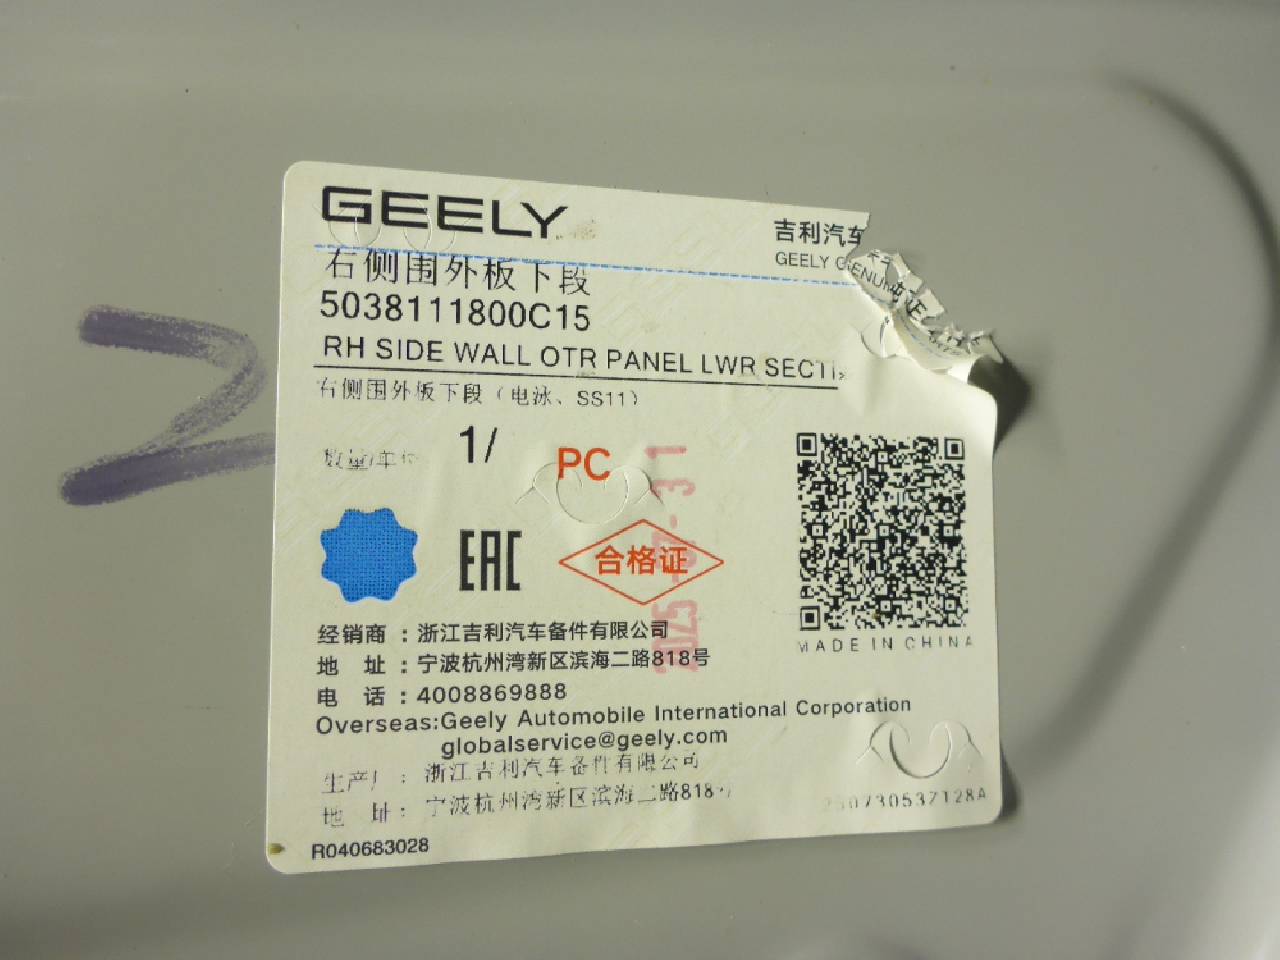 GEELY
吉利汽车
GEELY GENUINE
右侧围外板下段
5038111800C15
RH SIDE WALL OTR PANEL LWR SECTI
右侧围外板下段（电泳、SS11）
数量/单位 1/ PC
EAC
合格证
MADE IN CHINA
经销商：浙江吉利汽车备件有限公司
地 址：宁波杭州湾新区滨海二路818号
电 话：4008869888
Overseas:Geely Automobile International Corporation
globalservice@geely.com
生产厂：浙江吉利汽车备件有限公司
地 址：宁波杭州湾新区滨海二路818号
R040683028